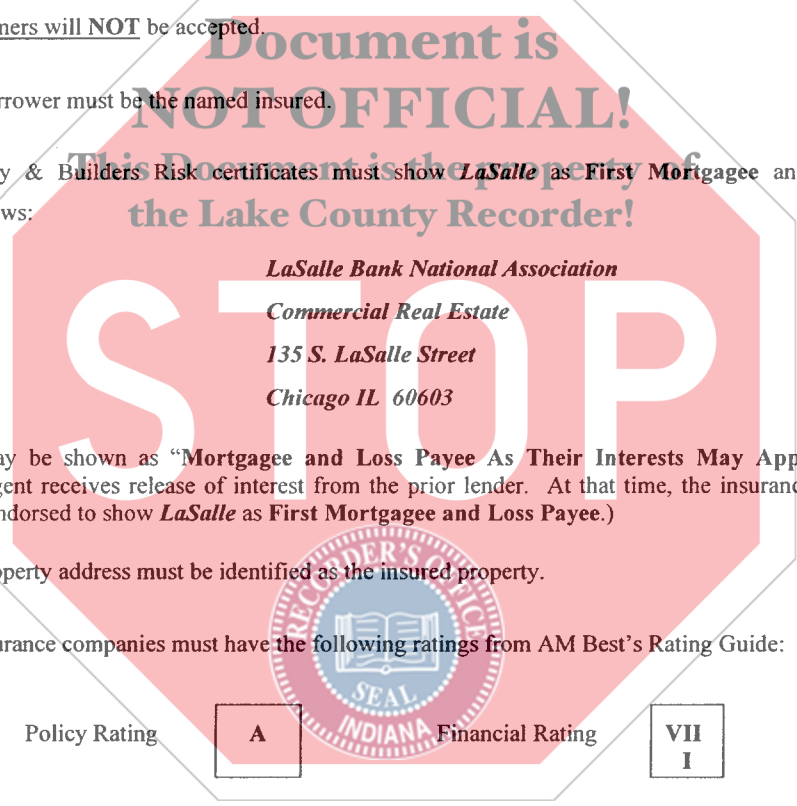 mers will NOT be accepted.
Document is
NOT OFFICIAL!
rrower must be the named insured.
This Document is the property of
y & Builders Risk certificates must show LaSalle as First Mortgagee an
the Lake County Recorder!
ws:
LaSalle Bank National Association
Commercial Real Estate
135 S. LaSalle Street
Chicago IL 60603
STOP
ay be shown as “Mortgagee and Loss Payee As Their Interests May App
gent receives release of interest from the prior lender. At that time, the insuranc
ndorsed to show LaSalle as First Mortgagee and Loss Payee.)
operty address must be identified as the insured property.
RECORDER'S OFFICE
urance companies must have the following ratings from AM Best's Rating Guide:
SEAL
INDIANA
Policy Rating A Financial Rating VII
I